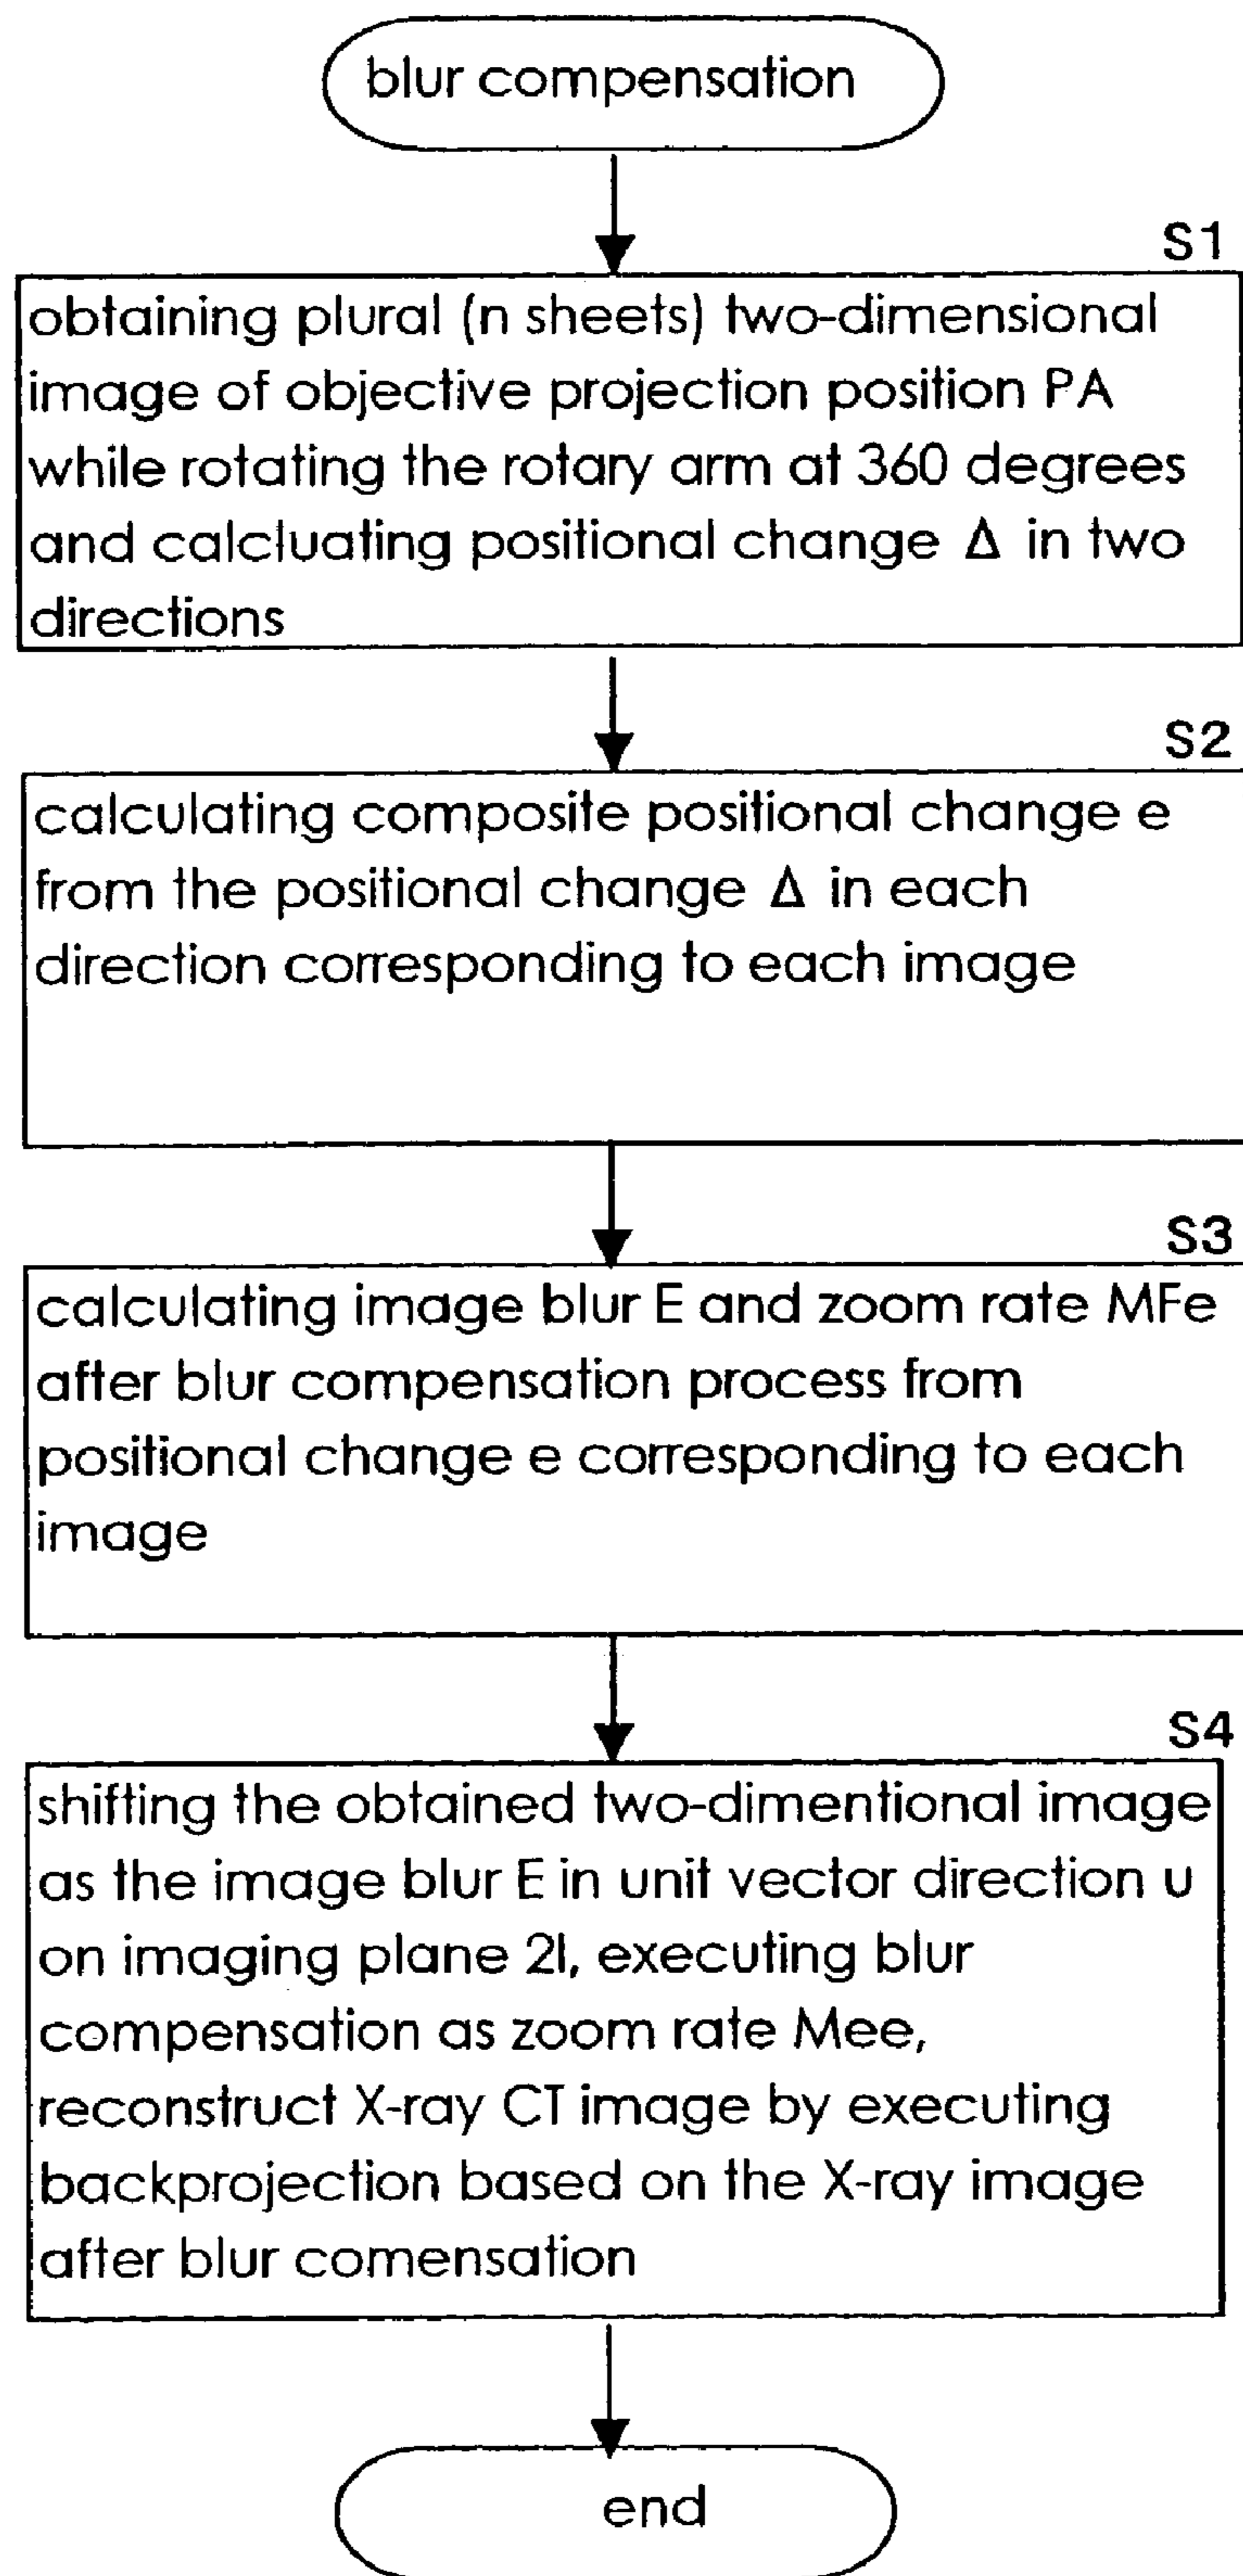 blur compensation
S1
obtaining plural (n sheets) two-dimensional
image of objective projection position PA
while rotating the rotary arm at 360 degrees
and calcluating positional change Δ in two
directions
S2
calculating composite positional change e
from the positional change Δ in each
direction corresponding to each image
S3
calculating image blur E and zoom rate MFe
after blur compensation process from
positional change e corresponding to each
image
S4
shifting the obtained two-dimentional image
as the image blur E in unit vector direction u
on imaging plane 2I, executing blur
compensation as zoom rate Mee,
reconstruct X-ray CT image by executing
backprojection based on the X-ray image
after blur comensation
end